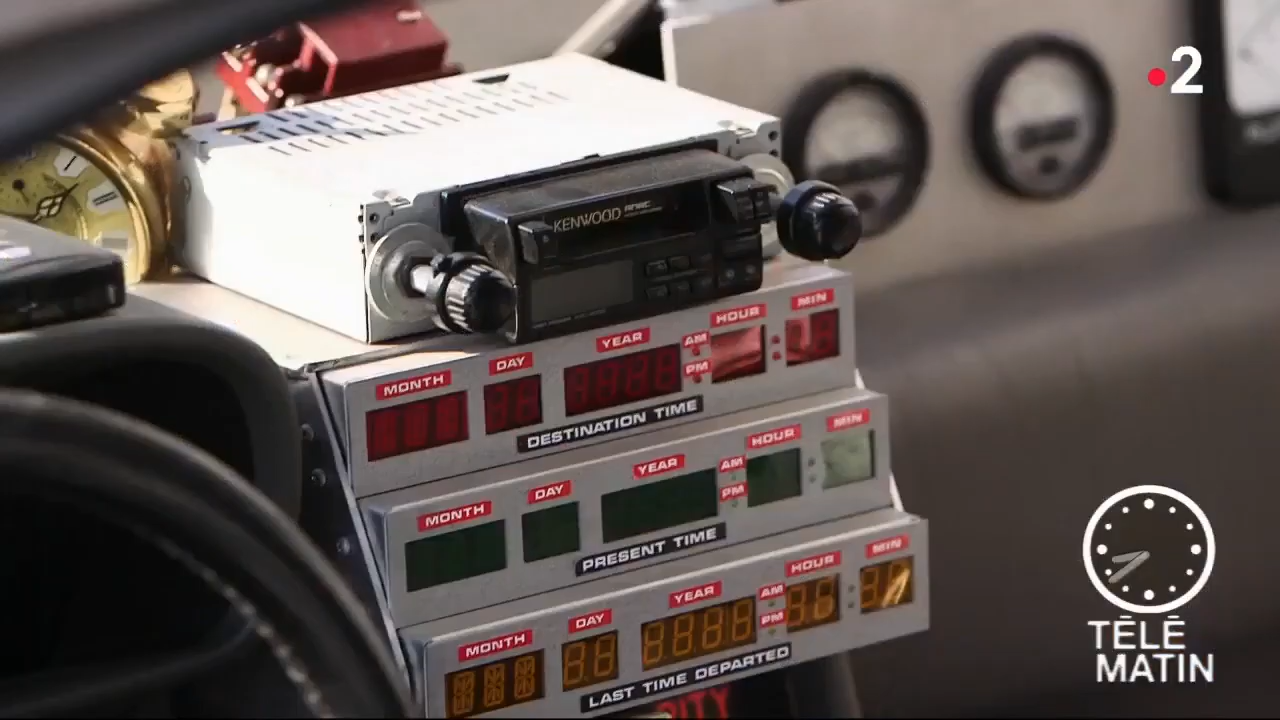 2
KENWOOD
MONTH DAY YEAR AM PM HOUR MIN
DESTINATION TIME
MONTH DAY YEAR AM PM HOUR MIN
PRESENT TIME
MONTH DAY YEAR AM PM HOUR MIN
LAST TIME DEPARTED
TÉLÉ
MATIN